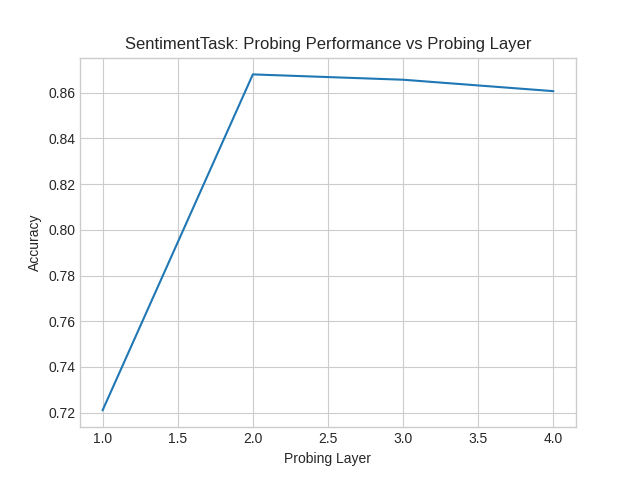 SentimentTask: Probing Performance vs Probing Layer
0.86
0.84
0.82
0.80
0.78
0.76
0.74
0.72
Accuracy
1.0 1.5 2.0 2.5 3.0 3.5 4.0
Probing Layer